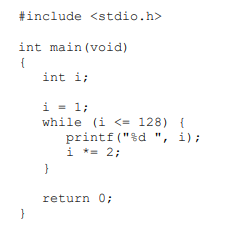 #include <stdio.h>

int main(void)
{
   int i;

   i = 1;
   while (i <= 128) {
      printf("%d ", i);
      i *= 2;
   }

   return 0;
}